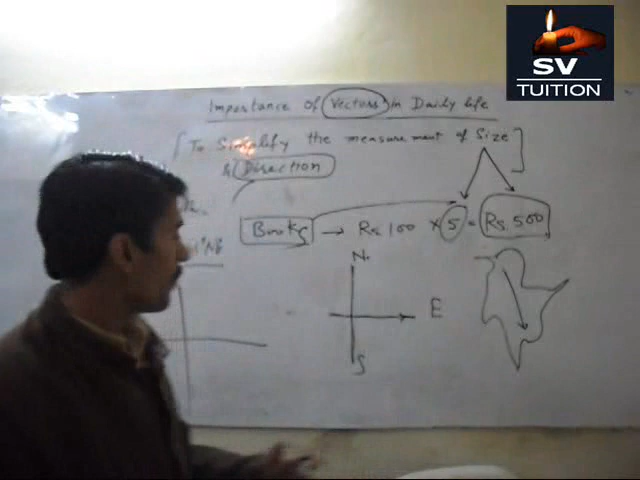 SV
TUITION
Importance of Vectors in Daily life
To Simplify the measurement of Size
& Direction
Books → Rs. 100 × 5 = Rs. 500
N.
E
S